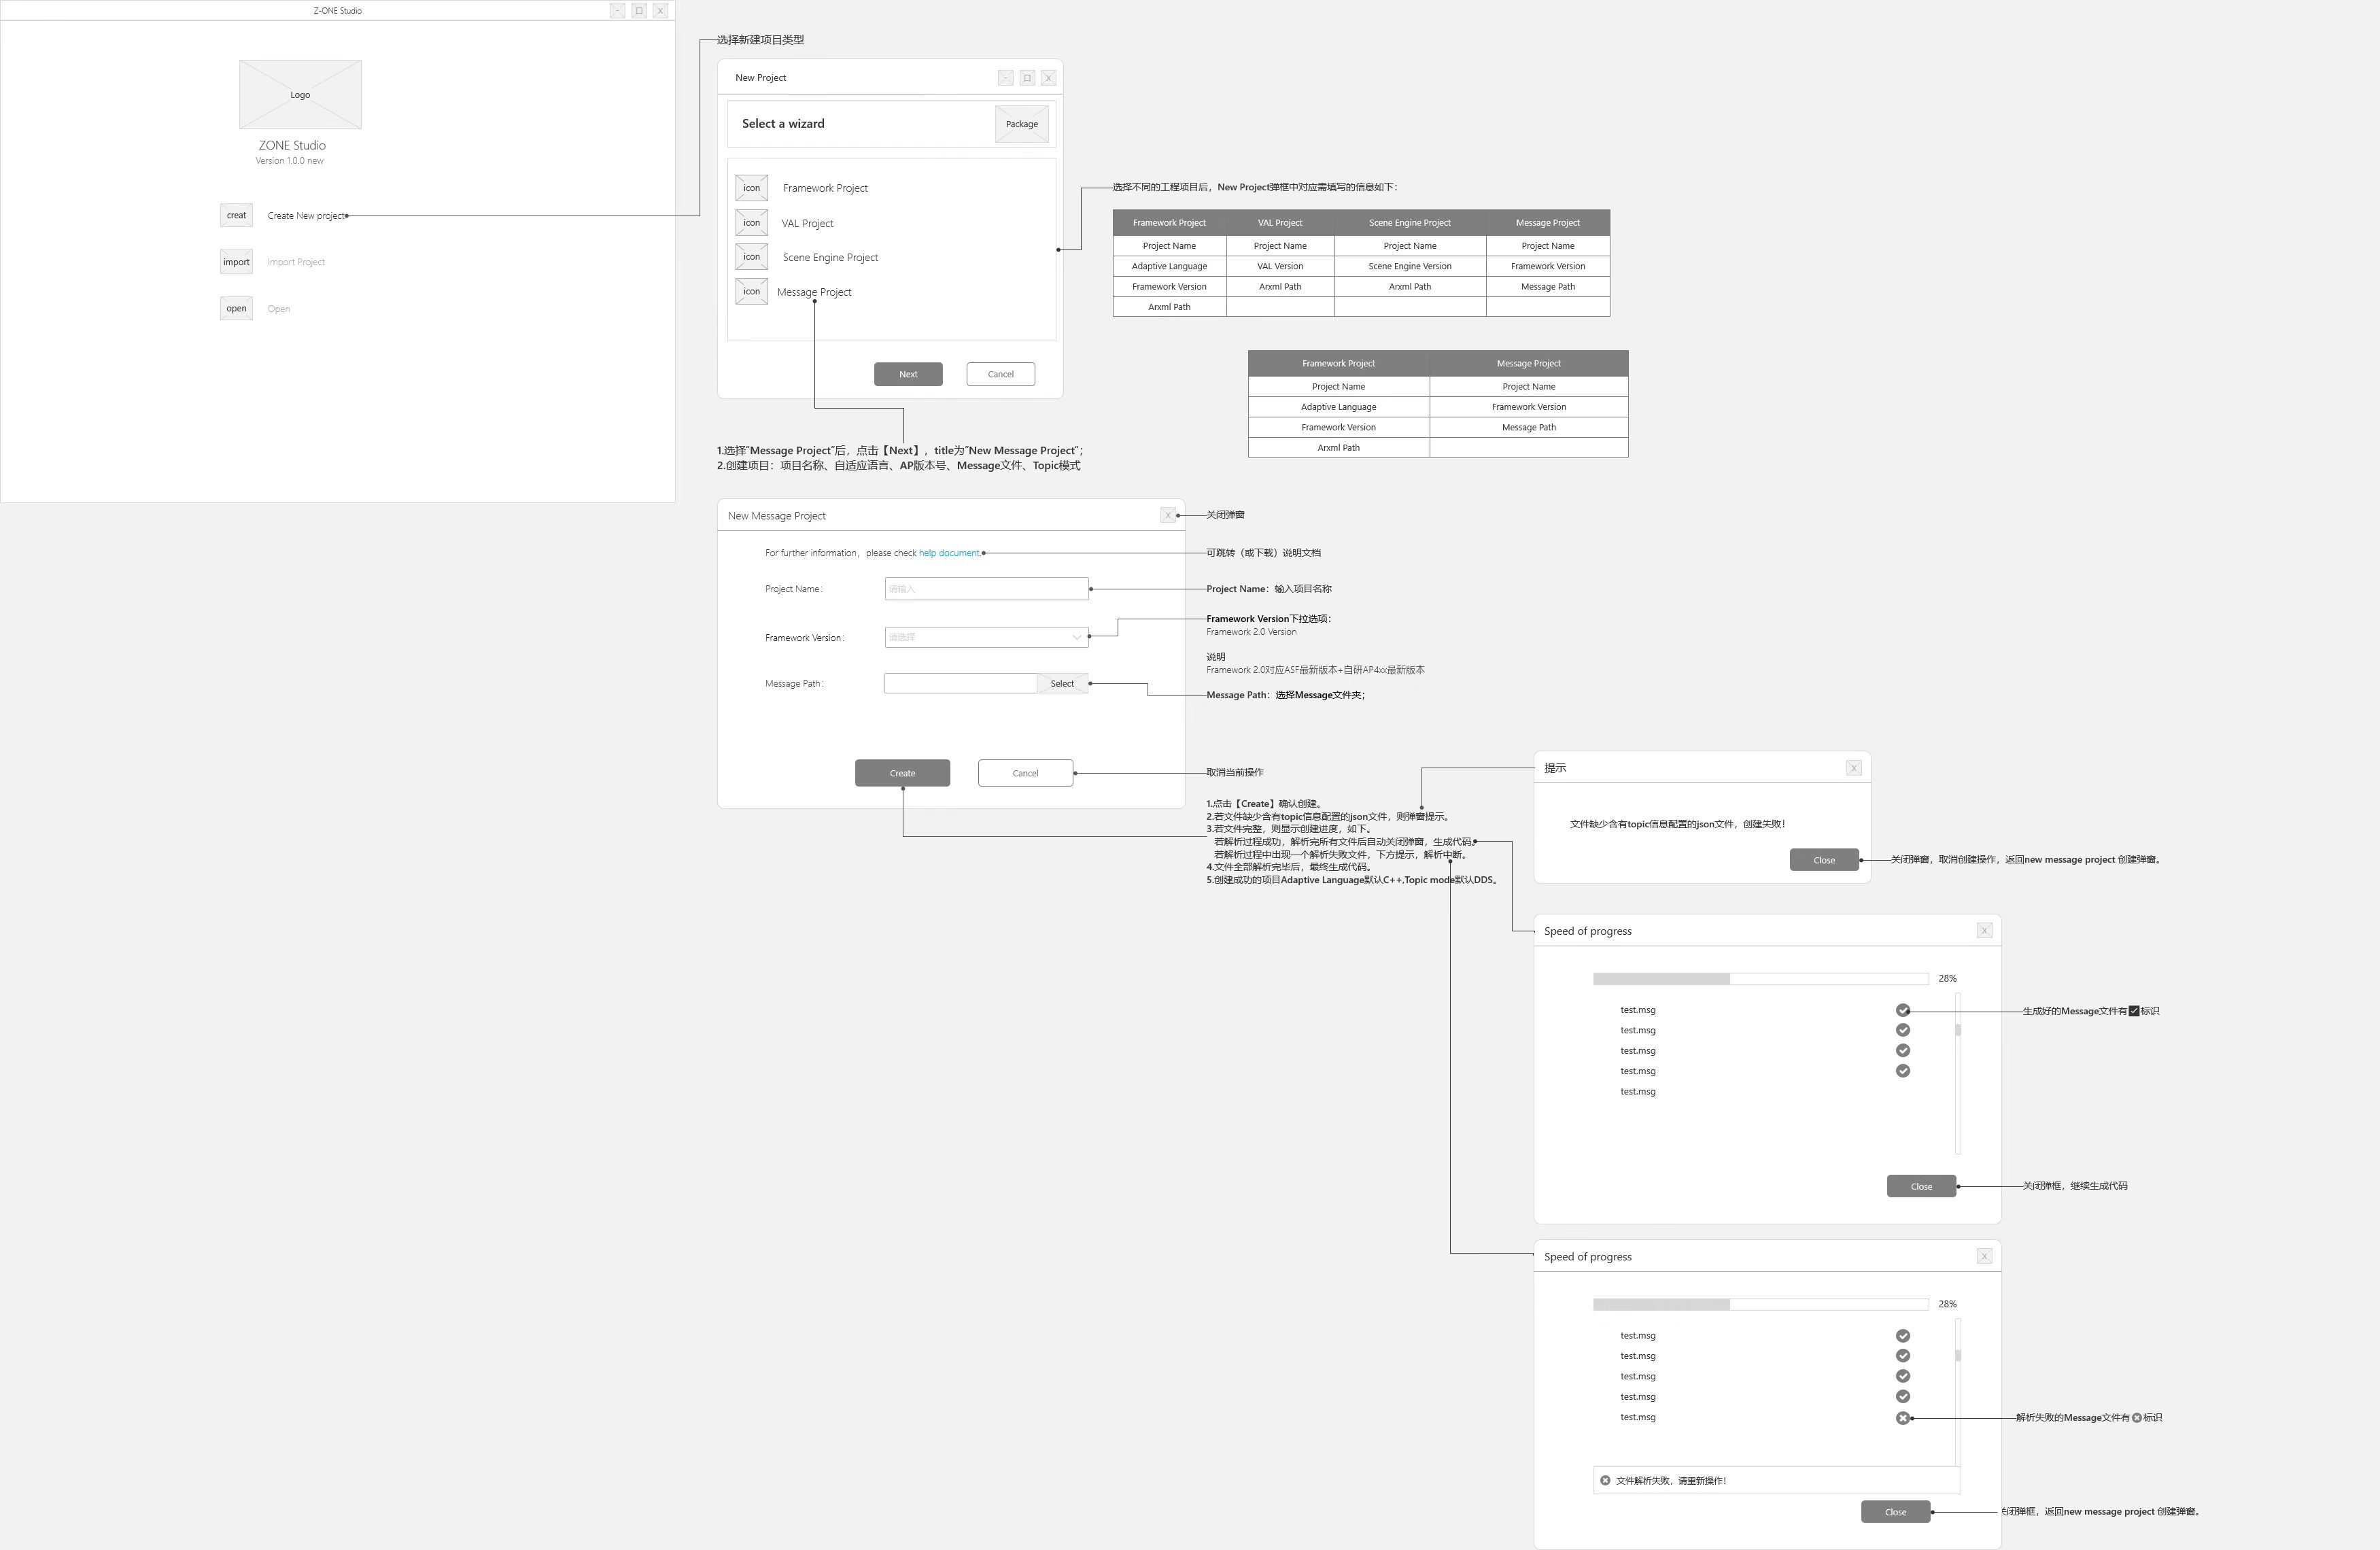 Z-ONE Studio
- 口 X
Logo
ZONE Studio
Version 1.0.0 new
creat Create New project
import Import Project
open Open
选择新建项目类型
New Project
- 口 X
Select a wizard
Package
icon Framework Project
icon VAL Project
icon Scene Engine Project
icon Message Project
Next Cancel
选择不同的工程项目后，New Project弹框中对应需填写的信息如下：
Framework Project VAL Project Scene Engine Project Message Project
Project Name Project Name Project Name Project Name
Adaptive Language VAL Version Scene Engine Version Framework Version
Framework Version Arxml Path Arxml Path Message Path
Arxml Path
Framework Project Message Project
Project Name Project Name
Adaptive Language Framework Version
Framework Version Message Path
Arxml Path
1.选择“Message Project”后，点击【Next】，title为“New Message Project”；
2.创建项目：项目名称、自适应语言、AP版本号、Message文件、Topic模式
New Message Project
X
关闭弹窗
For further information，please check help document.
可跳转（或下载）说明文档
Project Name： 请输入
Project Name：输入项目名称
Framework Version： 请选择
Framework Version下拉选项：
Framework 2.0 Version
说明
Framework 2.0对应ASF最新版本+自研AP4xx最新版本
Message Path： Select
Message Path：选择Message文件夹；
Create Cancel
取消当前操作
1.点击【Create】确认创建。
2.若文件缺少含有topic信息配置的json文件，则弹窗提示。
3.若文件完整，则显示创建进度，如下。
若解析过程成功，解析完所有文件后自动关闭弹窗，生成代码。
若解析过程中出现一个解析失败文件，下方提示，解析中断。
4.文件全部解析完毕后，最终生成代码。
5.创建成功的项目Adaptive Language默认C++,Topic mode默认DDS。
提示
X
文件缺少含有topic信息配置的json文件，创建失败！
Close
关闭弹窗，取消创建操作，返回new message project 创建弹窗。
Speed of progress
X
28%
test.msg
test.msg
test.msg
test.msg
test.msg
生成好的Message文件有标识
Close
关闭弹框，继续生成代码
Speed of progress
X
28%
test.msg
test.msg
test.msg
test.msg
test.msg
解析失败的Message文件有标识
文件解析失败，请重新操作！
Close
关闭弹框，返回new message project 创建弹窗。